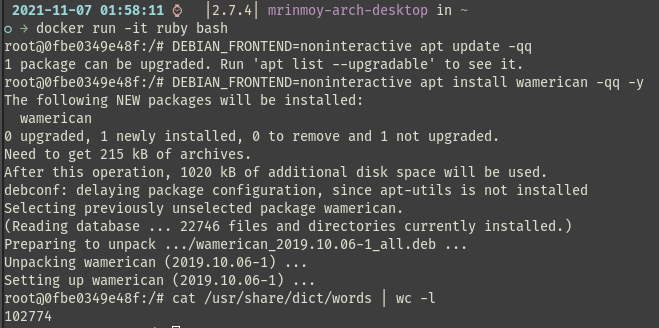 2021-11-07 01:58:11 ⌚ |2.7.4| mrinmoy-arch-desktop in ~
○ → docker run -it ruby bash
root@0fbe0349e48f:/# DEBIAN_FRONTEND=noninteractive apt update -qq
1 package can be upgraded. Run 'apt list --upgradable' to see it.
root@0fbe0349e48f:/# DEBIAN_FRONTEND=noninteractive apt install wamerican -qq -y
The following NEW packages will be installed:
  wamerican
0 upgraded, 1 newly installed, 0 to remove and 1 not upgraded.
Need to get 215 kB of archives.
After this operation, 1020 kB of additional disk space will be used.
debconf: delaying package configuration, since apt-utils is not installed
Selecting previously unselected package wamerican.
(Reading database ... 22746 files and directories currently installed.)
Preparing to unpack .../wamerican_2019.10.06-1_all.deb ...
Unpacking wamerican (2019.10.06-1) ...
Setting up wamerican (2019.10.06-1) ...
root@0fbe0349e48f:/# cat /usr/share/dict/words | wc -l
102774